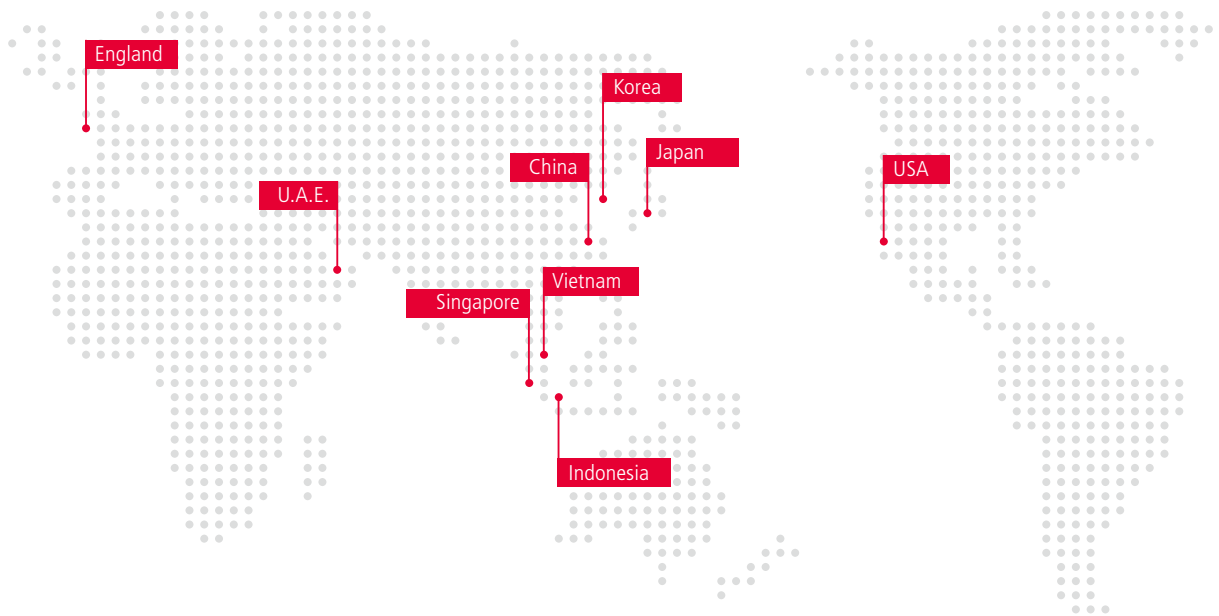 England
Korea
Japan
China
USA
U.A.E.
Vietnam
Singapore
Indonesia